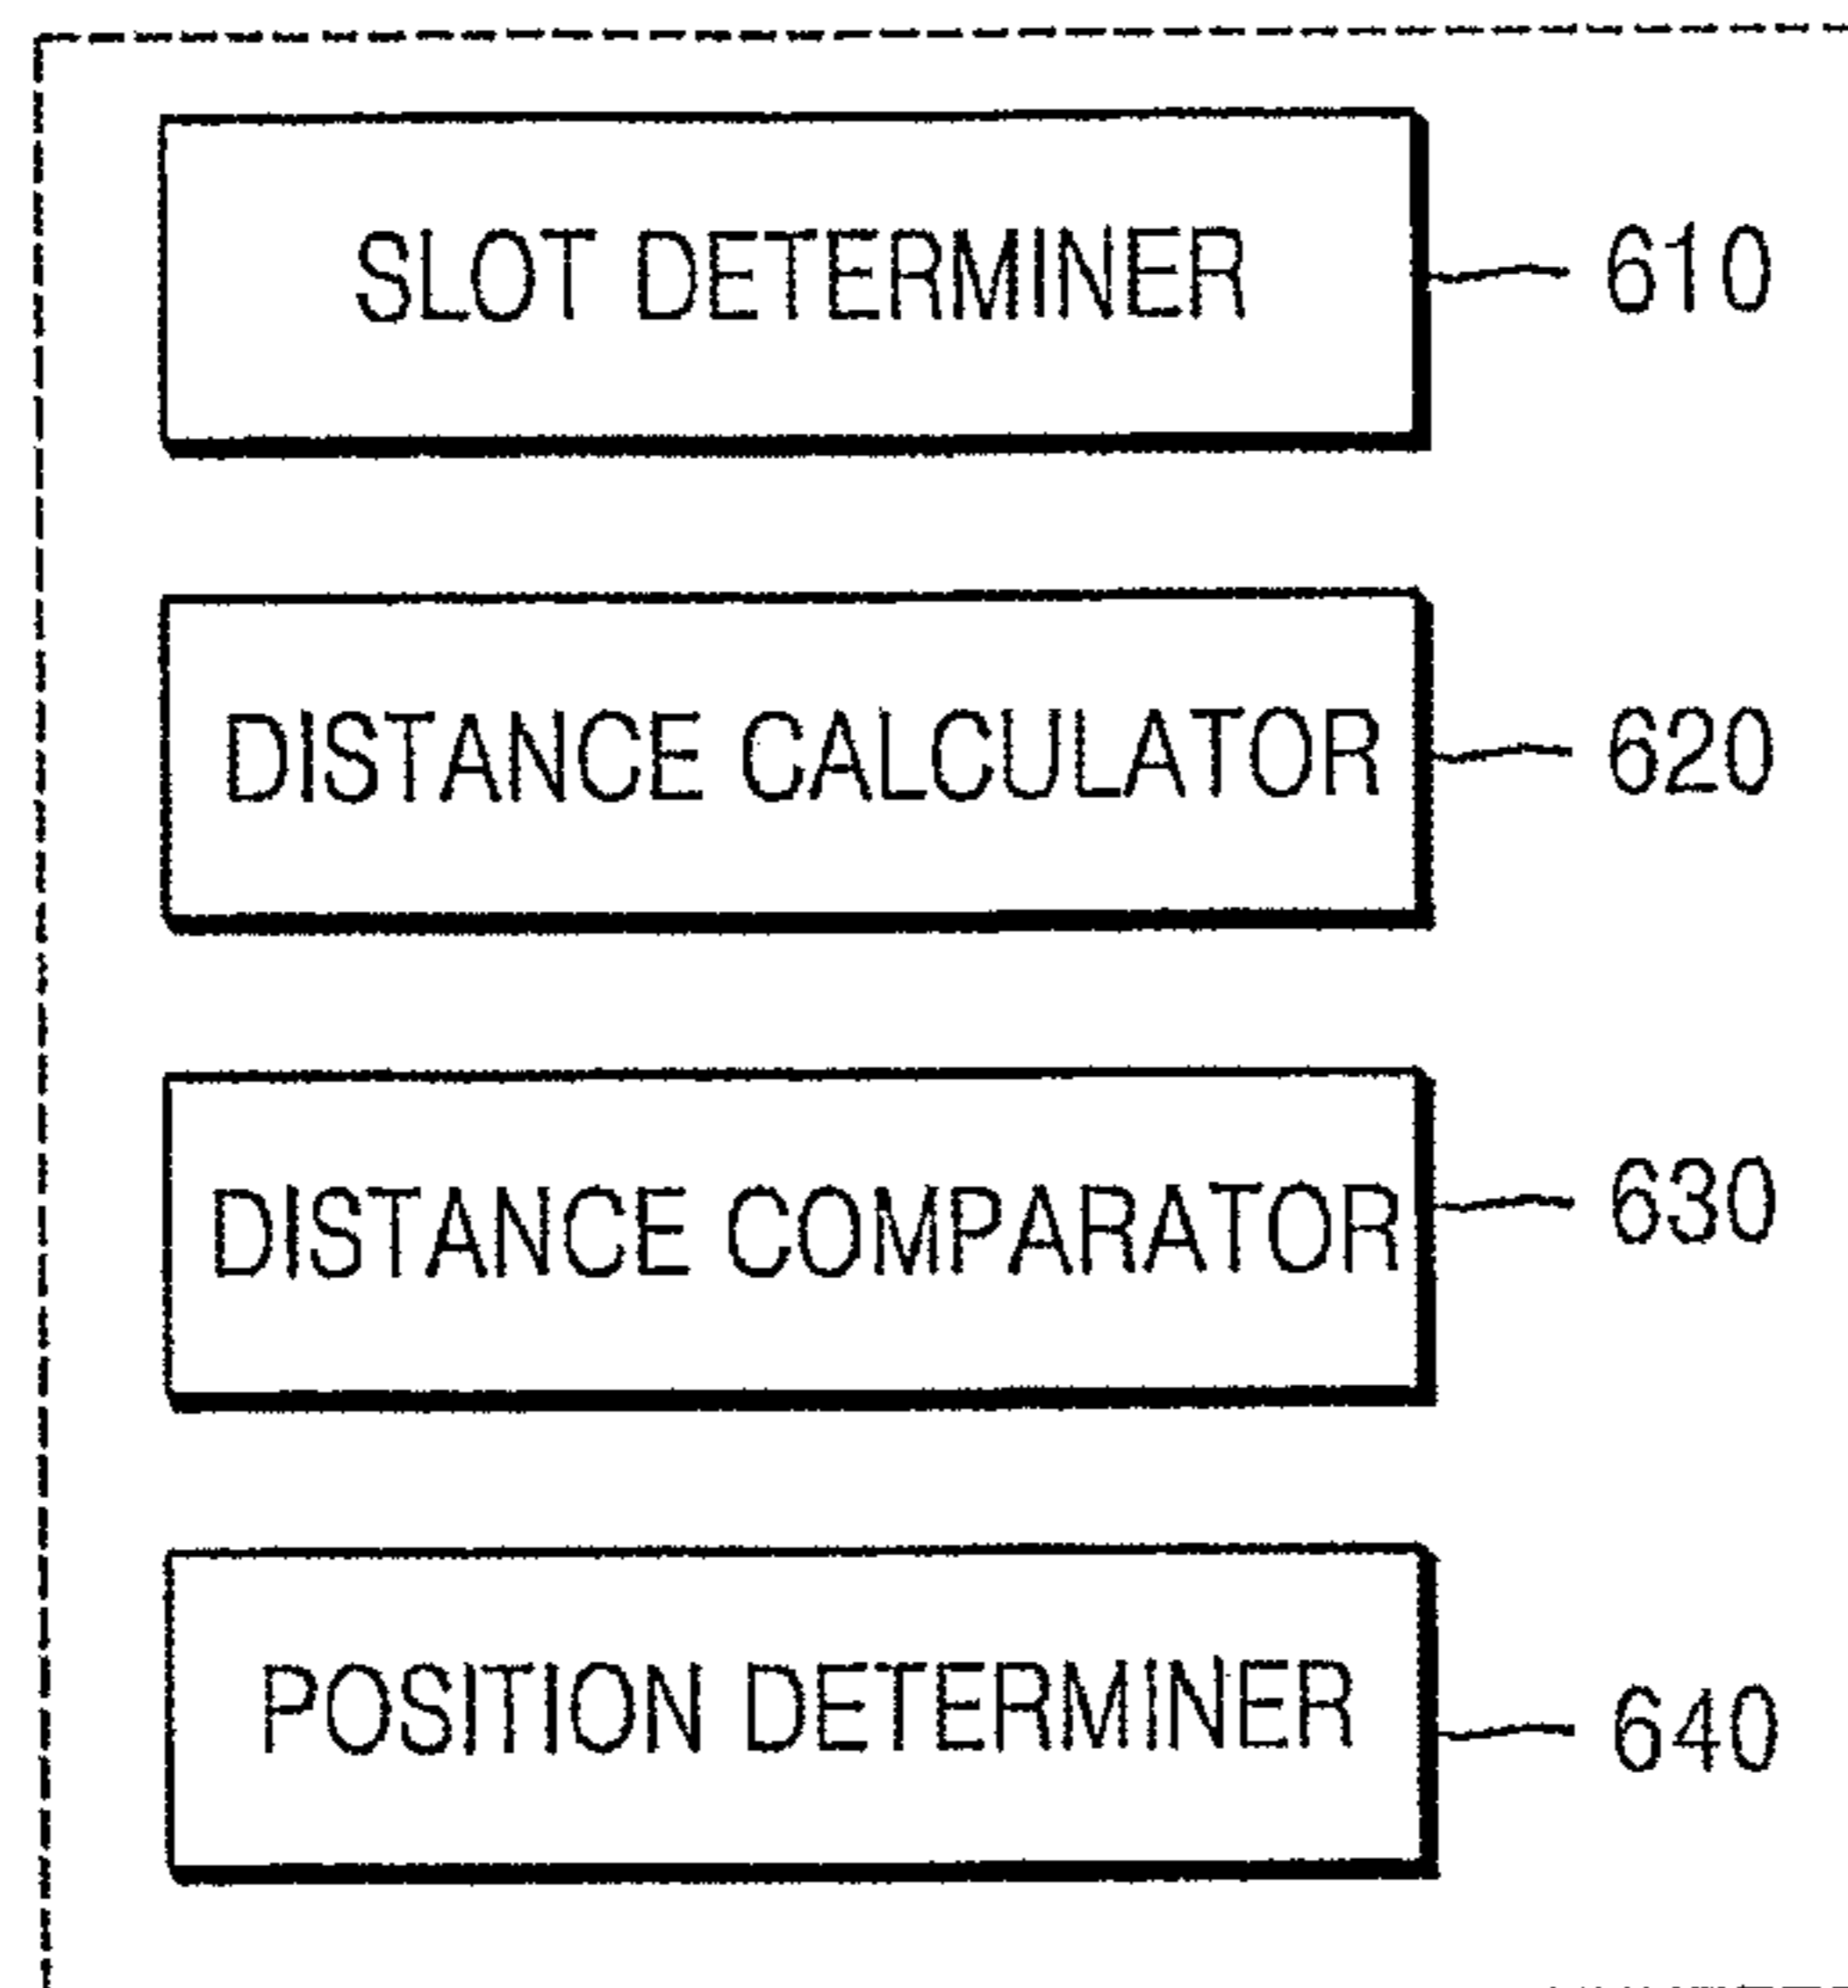 SLOT DETERMINER 610
DISTANCE CALCULATOR 620
DISTANCE COMPARATOR 630
POSITION DETERMINER 640